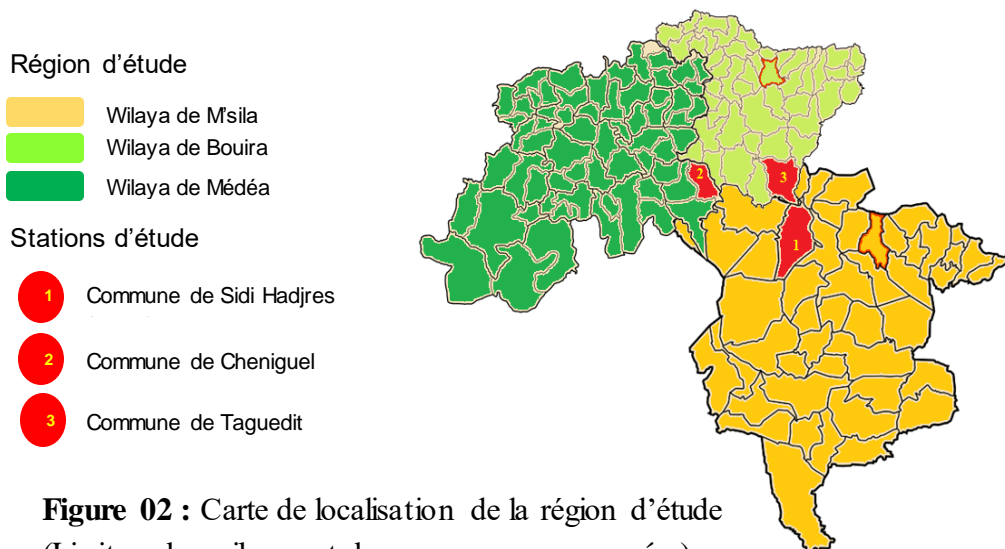 Région d'étude
Wilaya de M'sila
Wilaya de Bouira
Wilaya de Médéa
Stations d'étude
1 Commune de Sidi Hadjres
2 Commune de Cheniguel
3 Commune de Taguedit
2
3
1
Figure 02 : Carte de localisation de la région d'étude